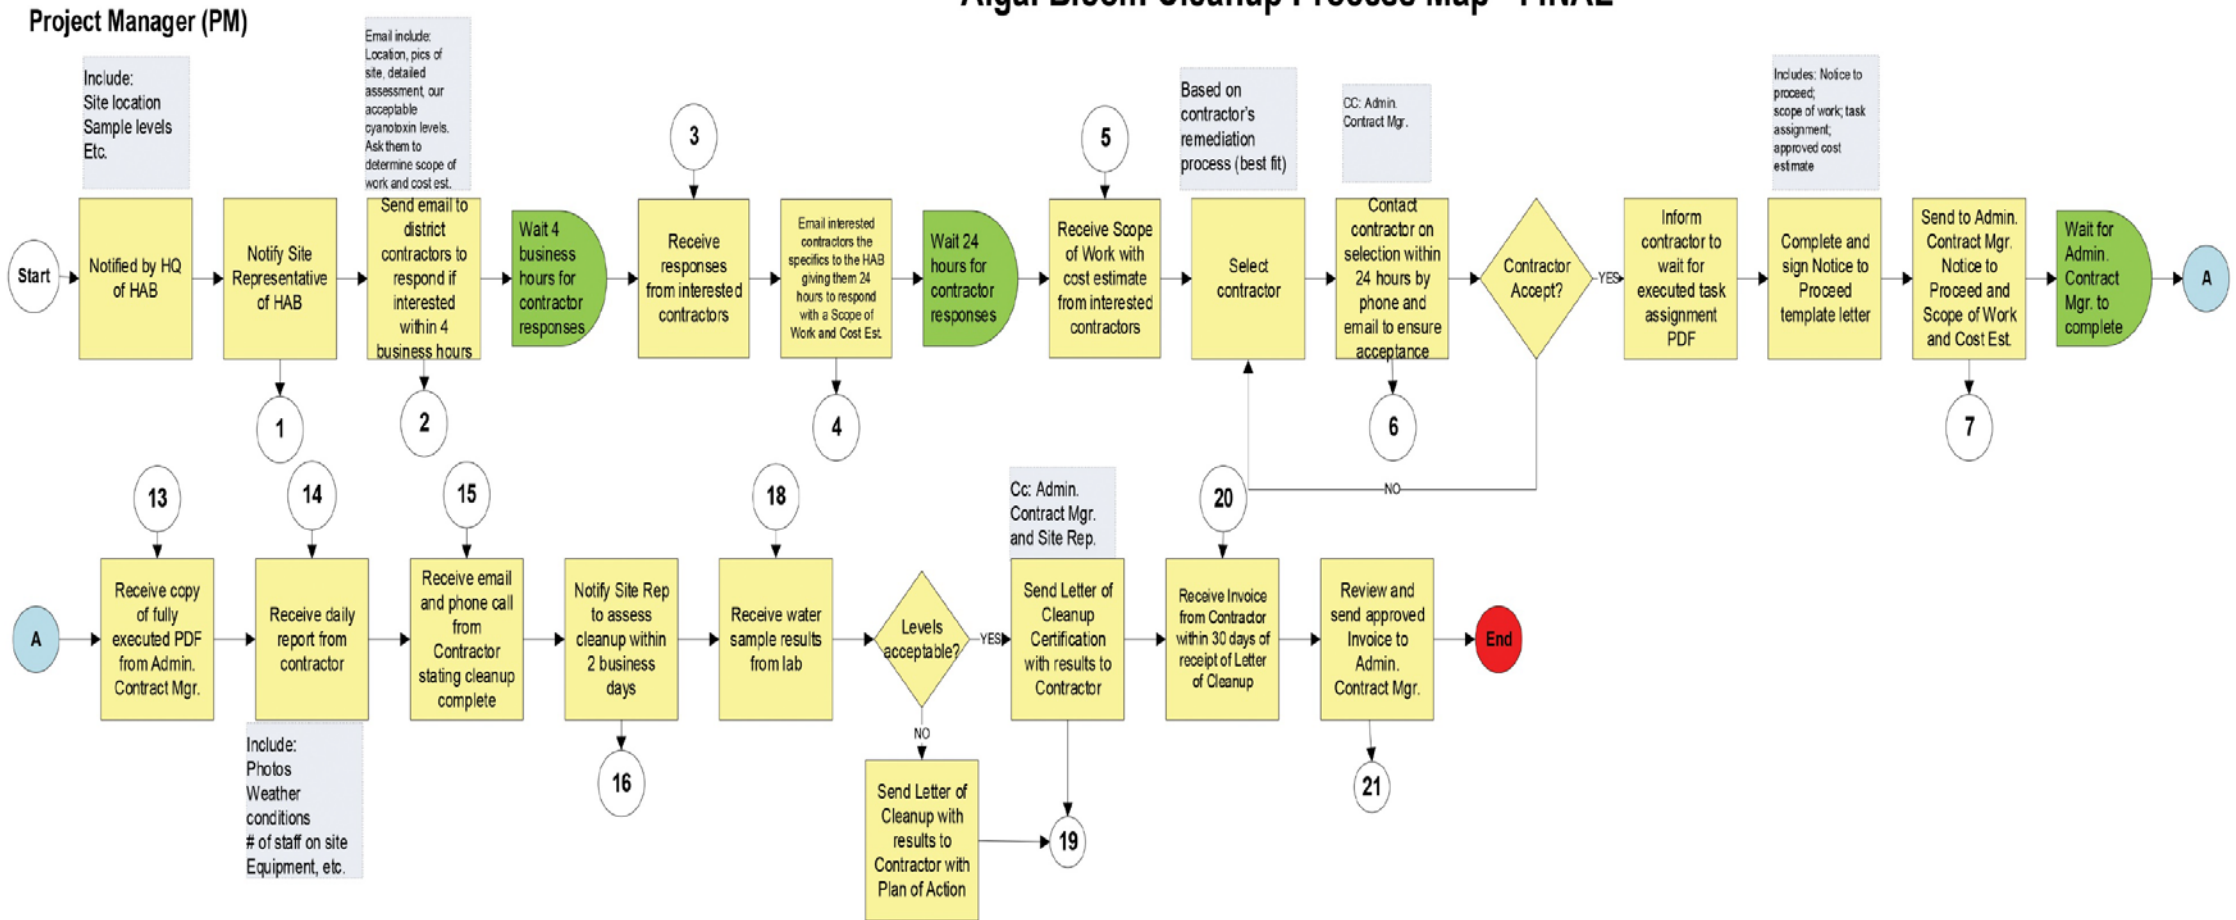 Algal Bloom Cleanup Process Map - FINAL
Project Manager (PM)
Include:
Site location
Sample levels
Etc.
Email include:
Location, pics of
site, detailed
assessment, our
acceptable
cyanotoxin levels.
Ask them to
determine scope of
work and cost est.
3
5
Based on
contractor's
remediation
process (best fit)
CC: Admin.
Contract Mgr.
Includes: Notice to
proceed;
scope of work; task
assignment;
approved cost
estimate
Start
Notified by HQ
of HAB
Notify Site
Representative
of HAB
Send email to
district
contractors to
respond if
interested
within 4
business hours
Wait 4
business
hours for
contractor
responses
Receive
responses
from interested
contractors
Email interested
contractors the
specifics to the HAB
giving them 24
hours to respond
with a Scope of
Work and Cost Est.
Wait 24
hours for
contractor
responses
Receive Scope
of Work with
cost estimate
from interested
contractors
Select
contractor
Contact
contractor on
selection within
24 hours by
phone and
email to ensure
acceptance
Contractor
Accept?
YES
Inform
contractor to
wait for
executed task
assignment
PDF
Complete and
sign Notice to
Proceed
template letter
Send to Admin.
Contract Mgr.
Notice to
Proceed and
Scope of Work
and Cost Est.
Wait for
Admin.
Contract
Mgr. to
complete
A
1
2
4
6
7
NO
13
14
15
18
Cc: Admin.
Contract Mgr.
and Site Rep.
20
A
Receive copy
of fully
executed PDF
from Admin.
Contract Mgr.
Receive daily
report from
contractor
Receive email
and phone call
from
Contractor
stating cleanup
complete
Notify Site Rep
to assess
cleanup within
2 business
days
Receive water
sample results
from lab
Levels
acceptable?
YES
Send Letter of
Cleanup
Certification
with results to
Contractor
Receive Invoice
from Contractor
within 30 days of
receipt of Letter
of Cleanup
Review and
send approved
Invoice to
Admin.
Contract Mgr.
End
Include:
Photos
Weather
conditions
# of staff on site
Equipment, etc.
16
NO
Send Letter of
Cleanup with
results to
Contractor with
Plan of Action
19
21